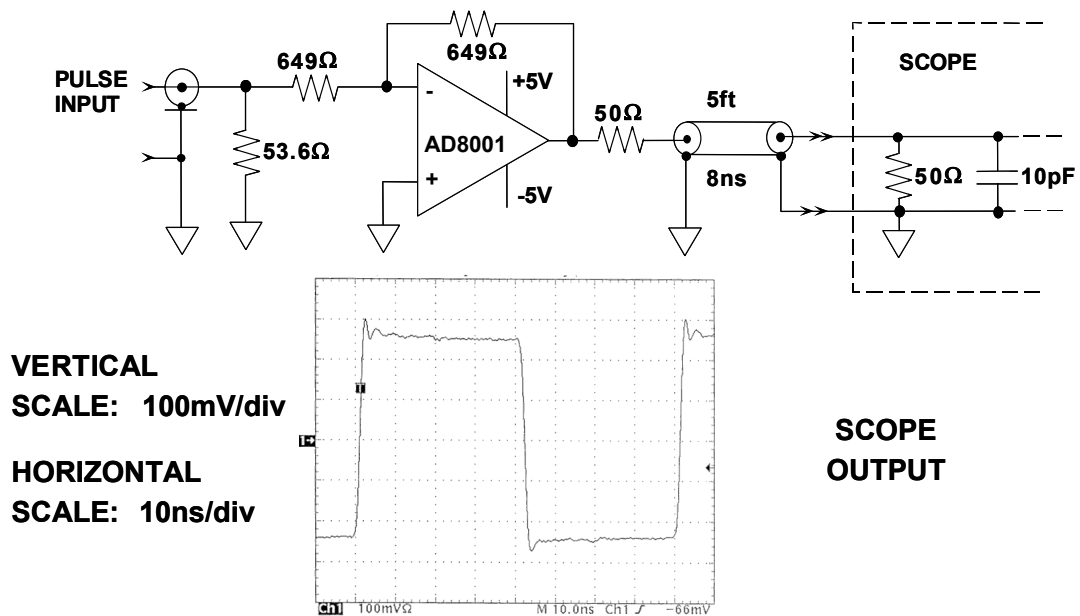 PULSE
INPUT
649Ω
53.6Ω
649Ω
-
+
AD8001
+5V
-5V
50Ω
5ft
8ns
SCOPE
50Ω
10pF
VERTICAL
SCALE: 100mV/div
HORIZONTAL
SCALE: 10ns/div
T
1
SCOPE
OUTPUT
Ch1 100mVΩ M 10.0ns Ch1 ∫ -66mV